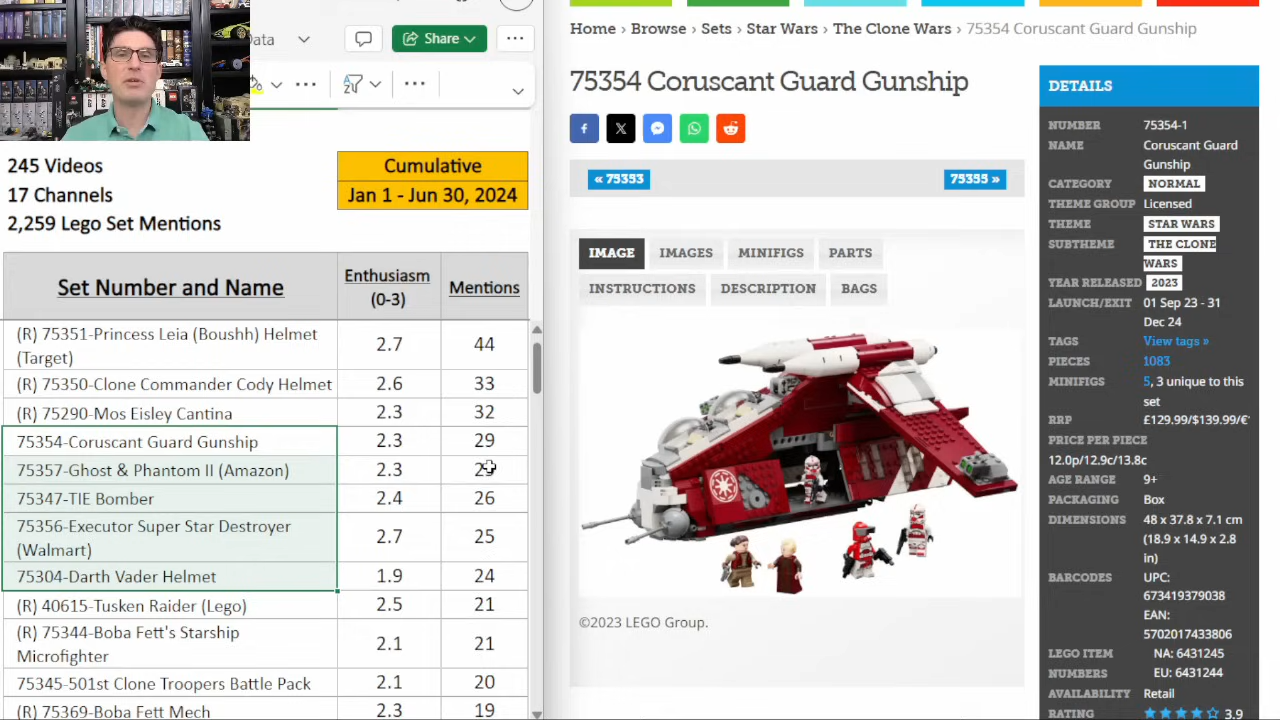 ata
Share
245 Videos
17 Channels
2,259 Lego Set Mentions
Cumulative
Jan 1 - Jun 30, 2024
Set Number and Name
Enthusiasm
(0-3)
Mentions
(R) 75351-Princess Leia (Boushh) Helmet
(Target)
2.7
44
(R) 75350-Clone Commander Cody Helmet
2.6
33
(R) 75290-Mos Eisley Cantina
2.3
32
75354-Coruscant Guard Gunship
2.3
29
75357-Ghost & Phantom II (Amazon)
2.3
75347-TIE Bomber
2.4
26
75356-Executor Super Star Destroyer
(Walmart)
2.7
25
75304-Darth Vader Helmet
1.9
24
(R) 40615-Tusken Raider (Lego)
2.5
21
(R) 75344-Boba Fett's Starship
Microfighter
2.1
21
75345-501st Clone Troopers Battle Pack
2.1
20
(R) 75369-Boba Fett Mech
2.3
19
Home › Browse › Sets › Star Wars › The Clone Wars › 75354 Coruscant Guard Gunship
75354 Coruscant Guard Gunship
« 75353
75355 »
IMAGE
IMAGES
MINIFIGS
PARTS
INSTRUCTIONS
DESCRIPTION
BAGS
©2023 LEGO Group.
DETAILS
NUMBER
75354-1
NAME
Coruscant Guard
Gunship
CATEGORY
NORMAL
THEME GROUP
Licensed
THEME
STAR WARS
SUBTHEME
THE CLONE
WARS
YEAR RELEASED
2023
LAUNCH/EXIT
01 Sep 23 - 31
Dec 24
TAGS
View tags »
PIECES
1083
MINIFIGS
5, 3 unique to this
set
RRP
£129.99/$139.99/€
PRICE PER PIECE
12.0p/12.9c/13.8c
AGE RANGE
9+
PACKAGING
Box
DIMENSIONS
48 x 37.8 x 7.1 cm
(18.9 x 14.9 x 2.8
in)
BARCODES
UPC:
673419379038
EAN:
5702017433806
LEGO ITEM
NUMBERS
NA: 6431245
EU: 6431244
AVAILABILITY
Retail
RATING
3.9